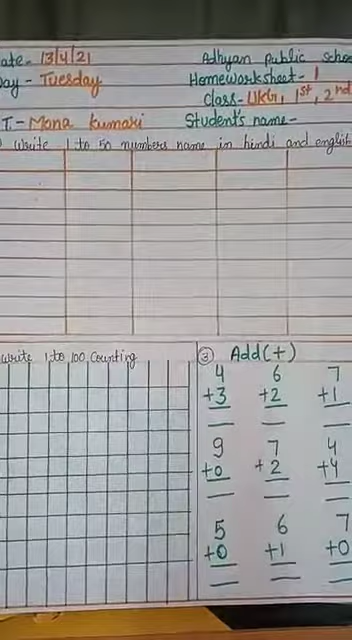 ate- 13/4/21 Adhyan public schoo
ay- Tuesday Homeworksheet- 1
Class- UKG, 1st, 2nd
T.- Mona kumari Student's name-
Write 1 to 50 numbers name in hindi and english
Write 1 to 100 Counting
③ Add(+)
4 6 7
+3 +2 +1
9 7 4
+0 +2 +4
5 6 7
+0 +1 +0